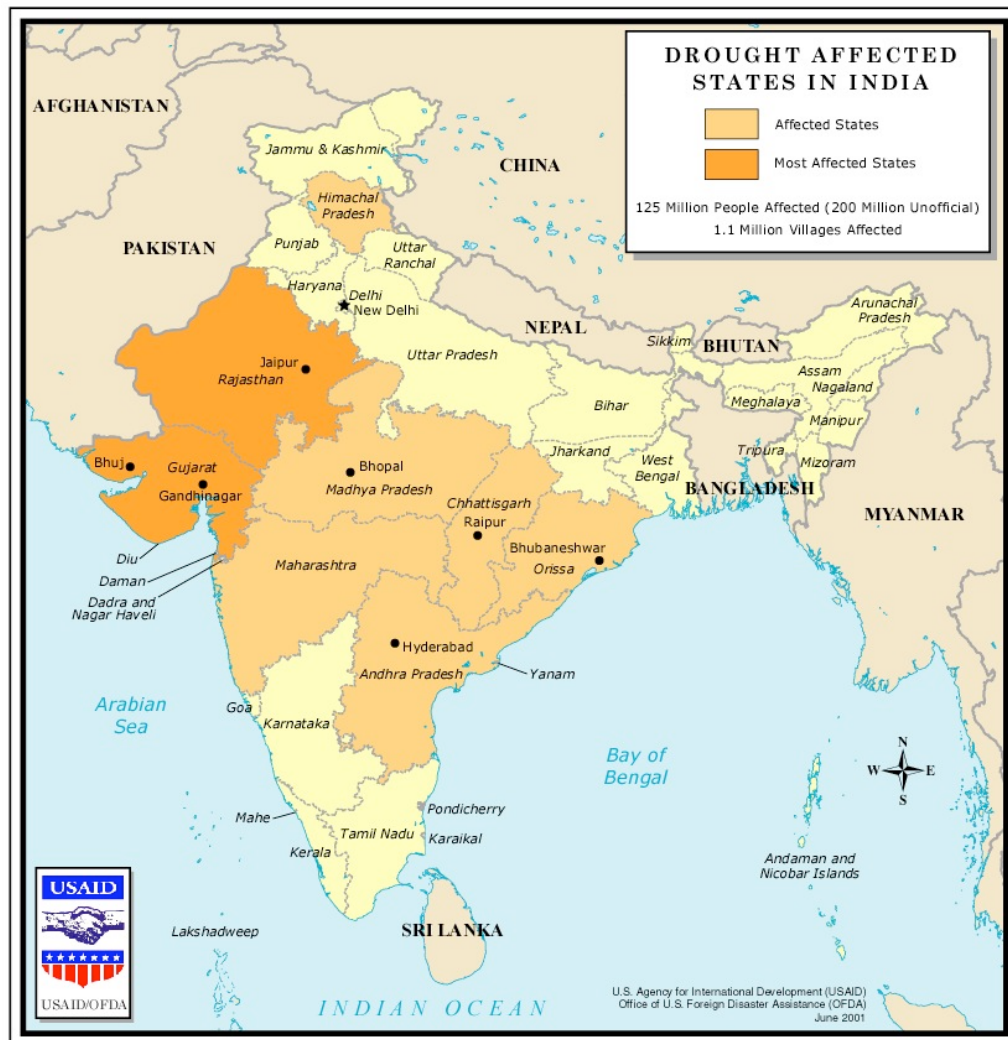 DROUGHT AFFECTED
STATES IN INDIA
Affected States
Most Affected States
125 Million People Affected (200 Million Unofficial)
1.1 Million Villages Affected
AFGHANISTAN
Jammu & Kashmir
CHINA
Himachal
Pradesh
PAKISTAN
Punjab
Uttar
Ranchal
Haryana
Delhi
New Delhi
Arunachal
Pradesh
NEPAL
Sikkim
BHUTAN
Uttar Pradesh
Jaipur
Rajasthan
Assam
Nagaland
Meghalaya
Bihar
Manipur
Bhuj
Gujarat
Gandhinagar
Bhopal
Madhya Pradesh
Jharkand
West
Bengal
Tripura
Mizoram
BANGLADESH
Chhattisgarh
Raipur
MYANMAR
Diu
Daman
Dadra and
Nagar Haveli
Maharashtra
Bhubaneshwar
Orissa
Hyderabad
Andhra Pradesh
Yanam
Arabian
Sea
Goa
Karnataka
Bay of
Bengal
N
W
E
S
Mahe
Pondicherry
Tamil Nadu
Karaikal
Kerala
Andaman and
Nicobar Islands
USAID
USAID/OFDA
Lakshadweep
SRI LANKA
INDIAN OCEAN
U.S. Agency for International Development (USAID)
Office of U.S. Foreign Disaster Assistance (OFDA)
June 2001